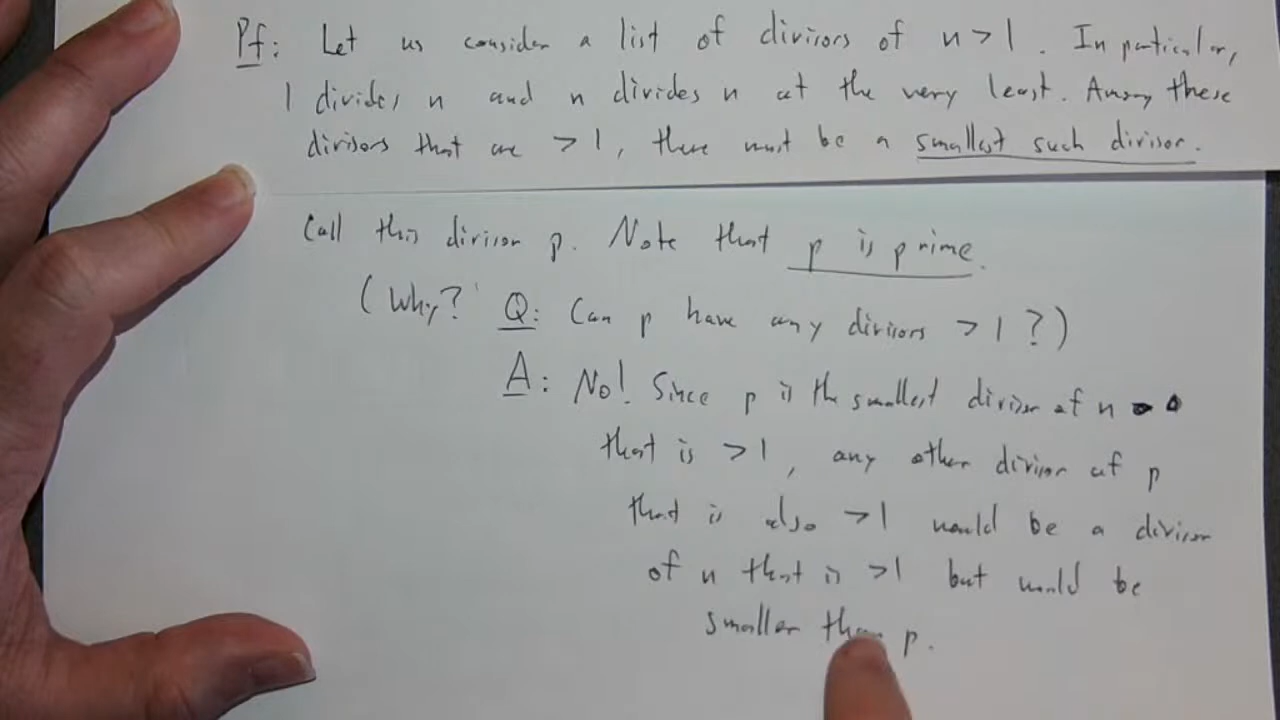 Pf: Let us consider a list of divisors of n > 1. In particular,
1 divides n and n divides n at the very least. Among these
divisors that are > 1, there must be a smallest such divisor.
Call this divisor p. Note that p is prime.
(Why? Q: Can p have any divisors > 1?)
A: No! Since p is the smallest divisor of n
that is > 1, any other divisor of p
that is also > 1 would be a divisor
of n that is > 1 but would be
smaller than p.